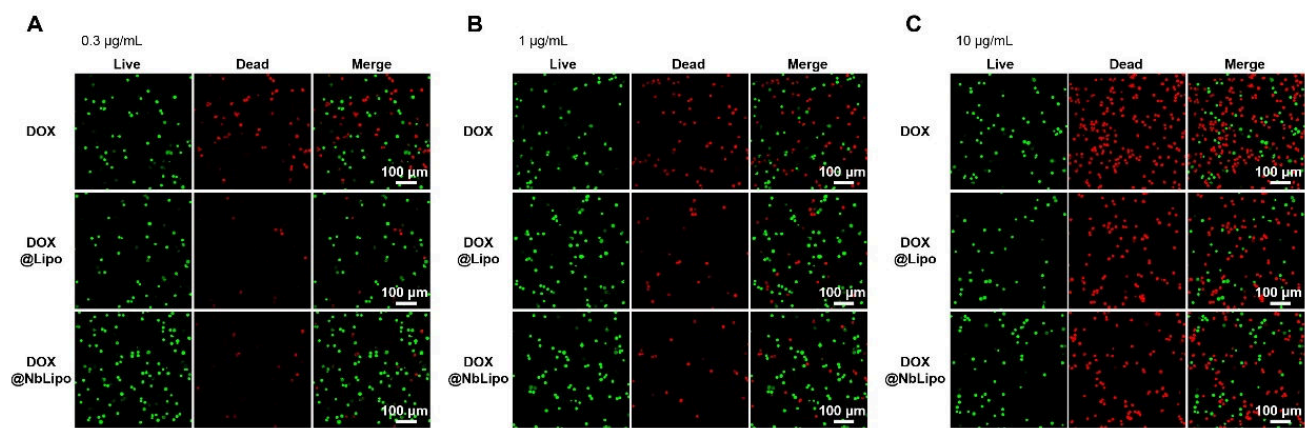 A
0.3 µg/mL
Live Dead Merge
DOX
100 µm
DOX
@Lipo
100 µm
DOX
@NbLipo
100 µm
B
1 µg/mL
Live Dead Merge
DOX
100 µm
DOX
@Lipo
100 µm
DOX
@NbLipo
100 µm
C
10 µg/mL
Live Dead Merge
DOX
100 µm
DOX
@Lipo
100 µm
DOX
@NbLipo
100 µm